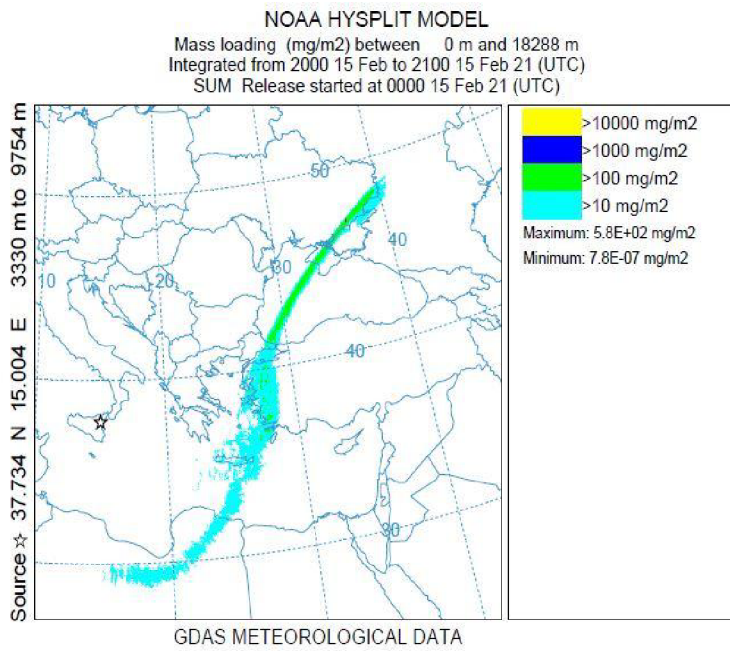 NOAA HYSPLIT MODEL
Mass loading (mg/m2) between 0 m and 18288 m
Integrated from 2000 15 Feb to 2100 15 Feb 21 (UTC)
SUM Release started at 0000 15 Feb 21 (UTC)
Source ☆ 37.734 N 15.004 E 3330 m to 9754 m
50
40
10
20
30
40
30
>10000 mg/m2
>1000 mg/m2
>100 mg/m2
>10 mg/m2
Maximum: 5.8E+02 mg/m2
Minimum: 7.8E-07 mg/m2
GDAS METEOROLOGICAL DATA